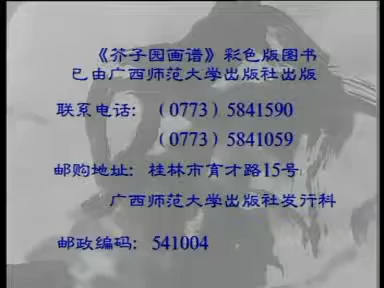 《芥子园画谱》彩色版图书
已由广西师范大学出版社出版
联系电话：（0773）5841590
（0773）5841059
邮购地址：桂林市育才路15号
广西师范大学出版社发行科
邮政编码：541004